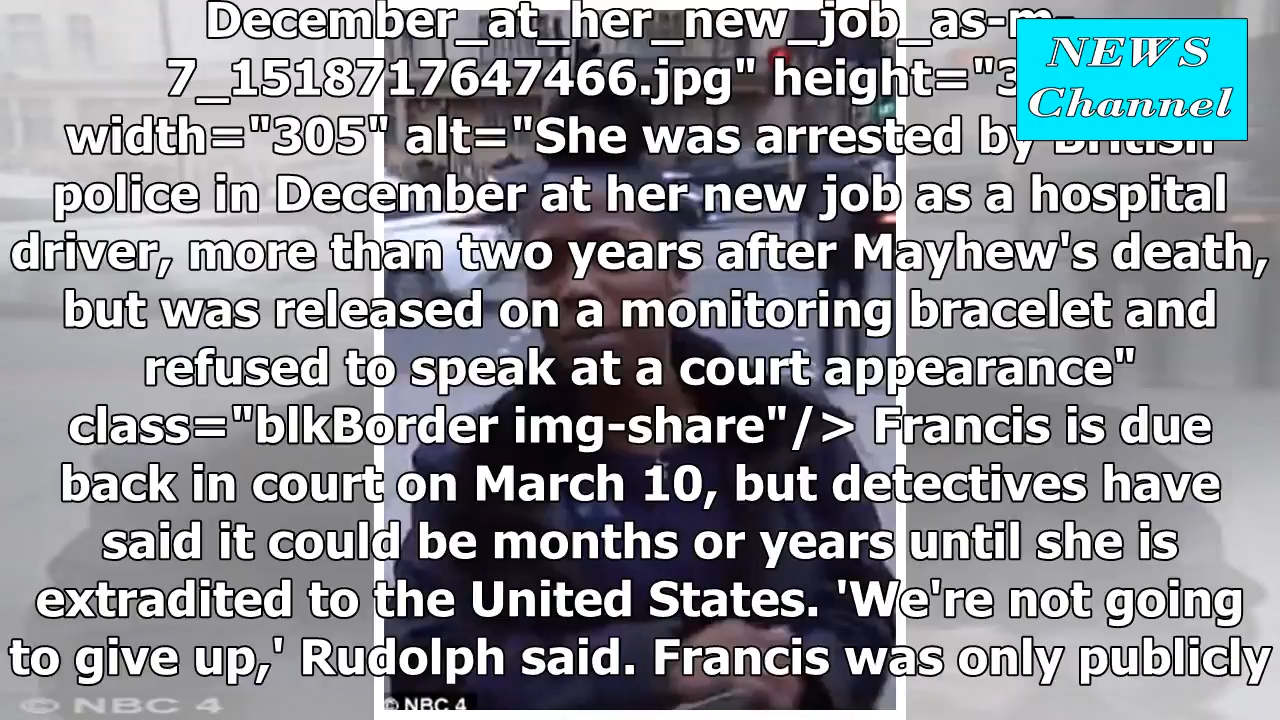 December_at_her_new_job_as-m-
7_1518717647466.jpg" height="3
width="305" alt="She was arrested by British
police in December at her new job as a hospital
driver, more than two years after Mayhew's death,
but was released on a monitoring bracelet and
refused to speak at a court appearance"
class="blkBorder img-share"/> Francis is due
back in court on March 10, but detectives have
said it could be months or years until she is
extradited to the United States. 'We're not going
to give up,' Rudolph said. Francis was only publicly
NEWS
Channel
© NBC 4
© NBC 4